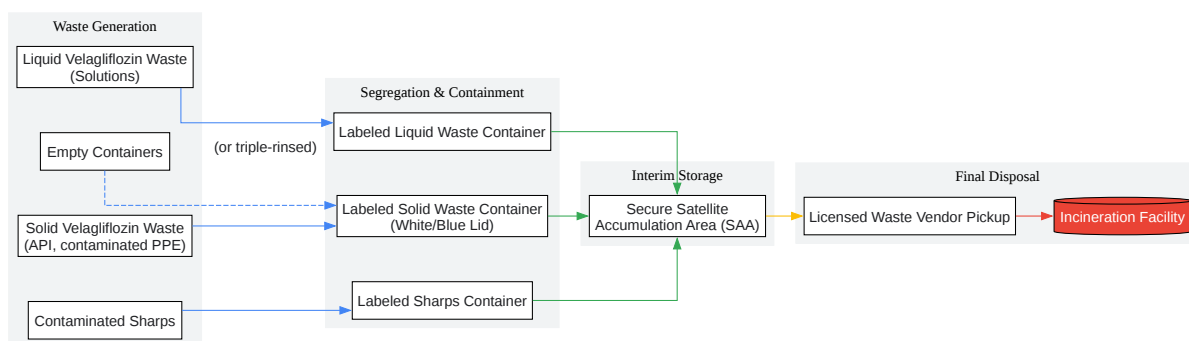 Waste Generation
Liquid Velagliflozin Waste
(Solutions)
Empty Containers
(or triple-rinsed)
Solid Velagliflozin Waste
(API, contaminated PPE)
Contaminated Sharps
Segregation & Containment
Labeled Liquid Waste Container
Labeled Solid Waste Container
(White/Blue Lid)
Labeled Sharps Container
Interim Storage
Secure Satellite
Accumulation Area (SAA)
Final Disposal
Licensed Waste Vendor Pickup
Incineration Facility